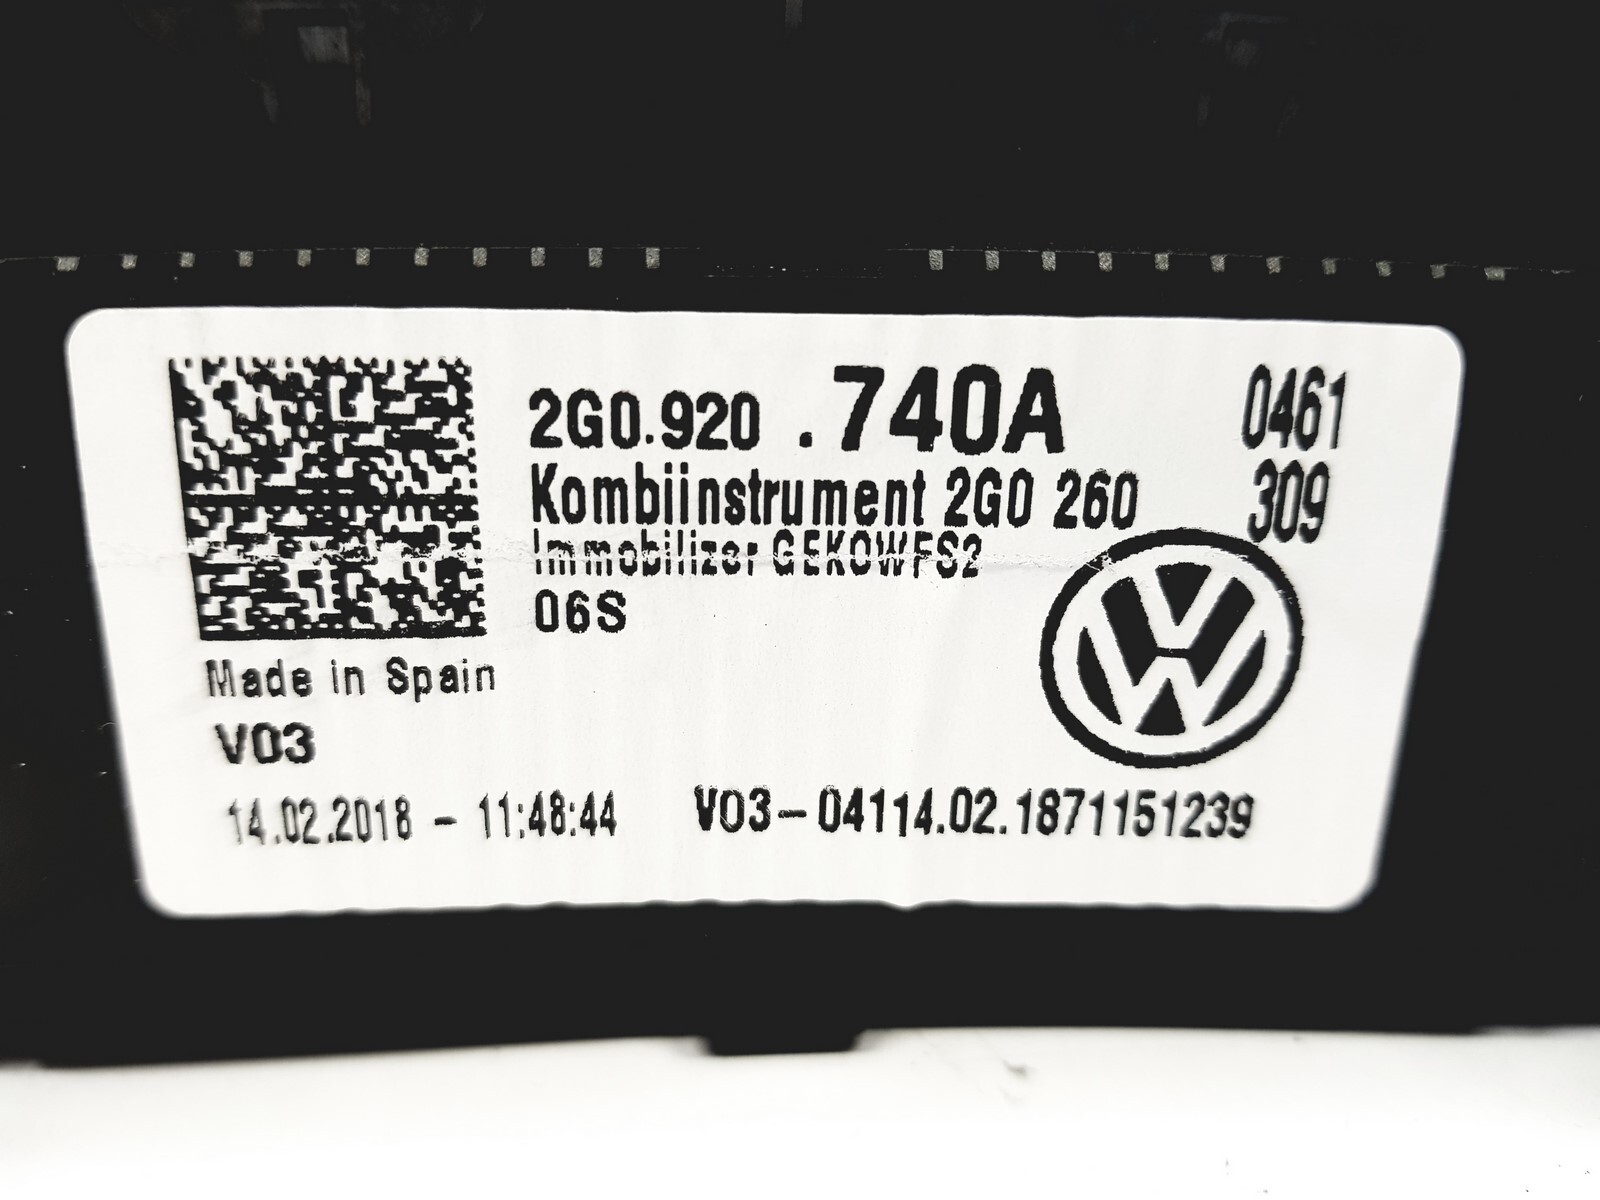 2G0.920 .740A 0461
Kombiinstrument 2G0 260 309
Immobilizer GEKOWFS2
06S
Made in Spain
V03
14.02.2018 - 11:48:44 V03-04114.02.1871151239